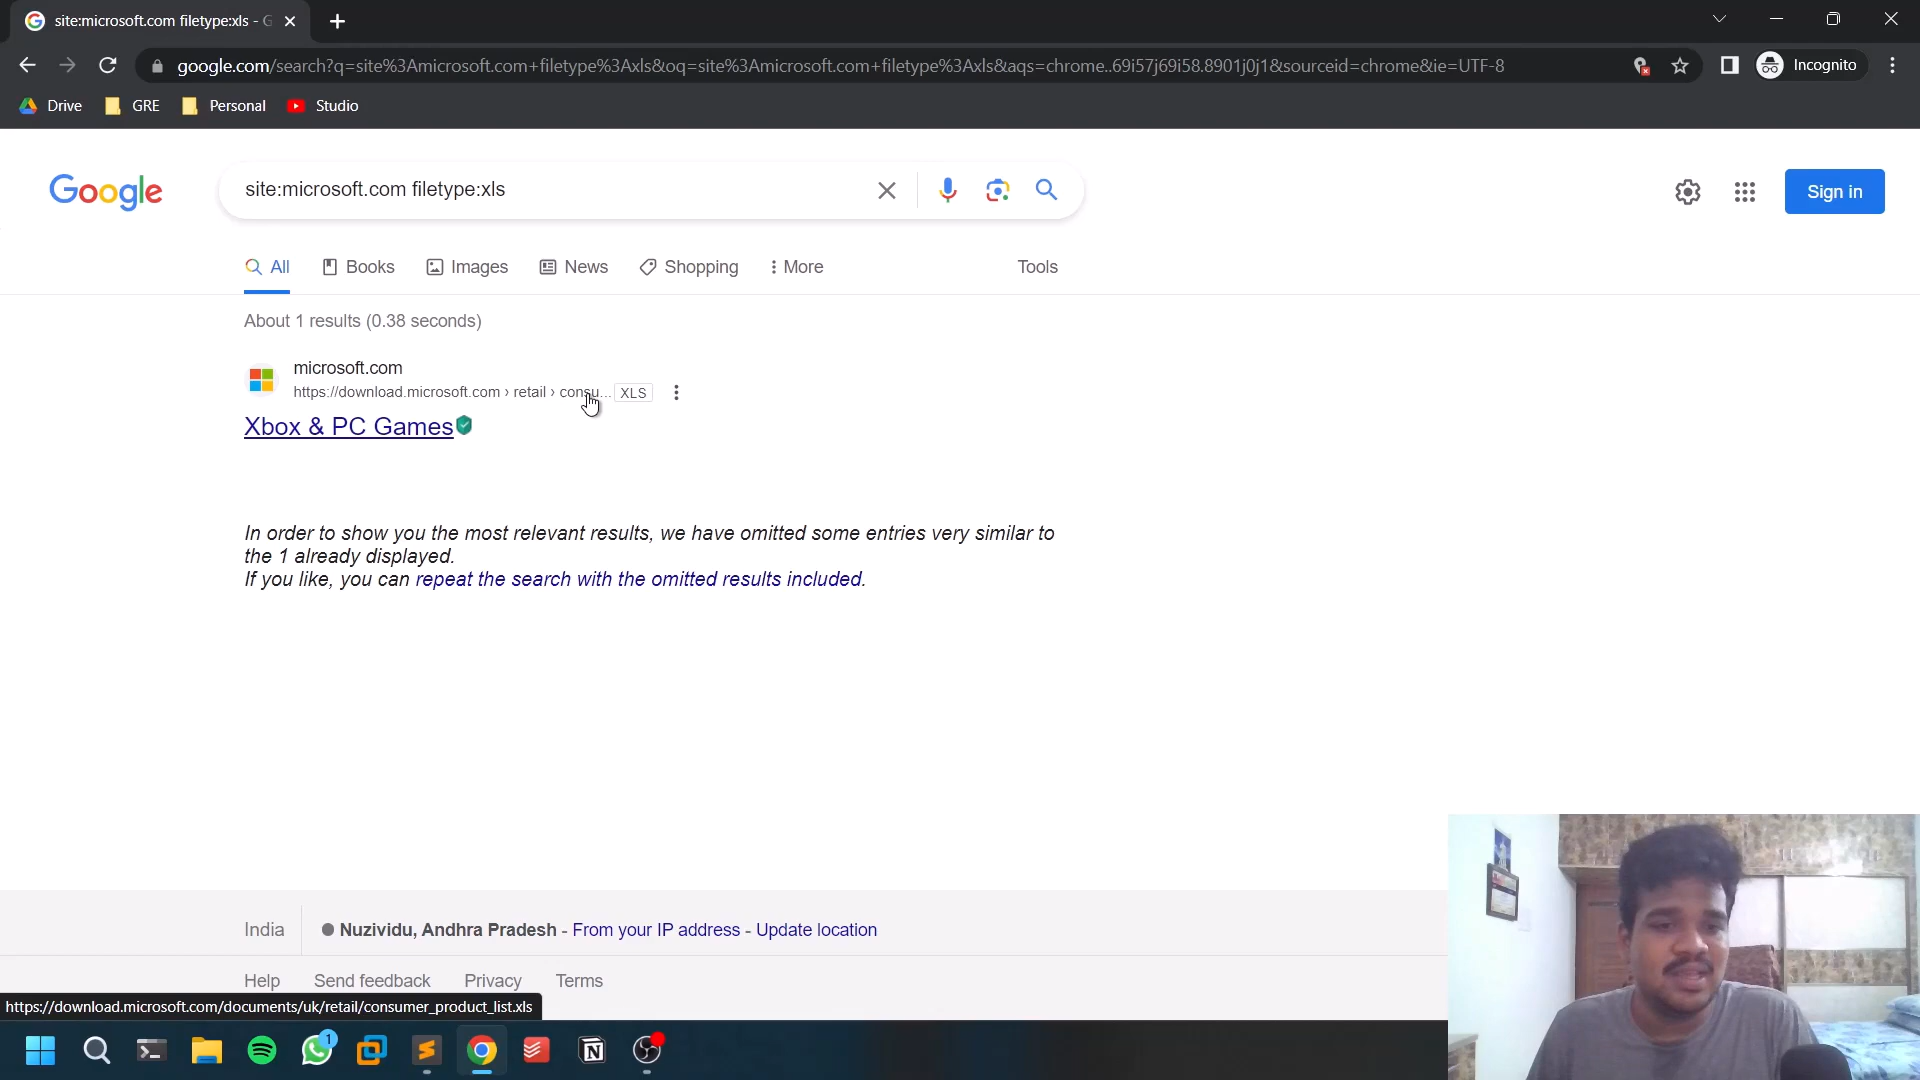 site:microsoft.com filetype:xls - G
google.com/search?q=site%3Amicrosoft.com+filetype%3Axls&oq=site%3Amicrosoft.com+filetype%3Axls&aqs=chrome..69i57j69i58.8901j0j1&sourceid=chrome&ie=UTF-8
Incognito
Drive GRE Personal Studio
Google site:microsoft.com filetype:xls Sign in
All Books Images News Shopping More Tools
About 1 results (0.38 seconds)
microsoft.com
https://download.microsoft.com › retail › consu... XLS
Xbox & PC Games
In order to show you the most relevant results, we have omitted some entries very similar to
the 1 already displayed.
If you like, you can repeat the search with the omitted results included.
India Nuzividu, Andhra Pradesh - From your IP address - Update location
Help Send feedback Privacy Terms
https://download.microsoft.com/documents/uk/retail/consumer_product_list.xls
1